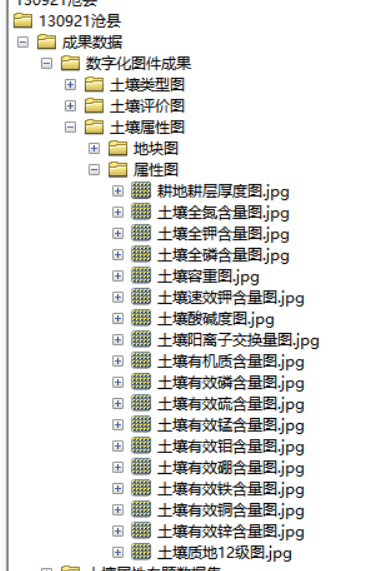 130921沧县
130921沧县
成果数据
数字化图件成果
土壤类型图
土壤评价图
土壤属性图
地块图
属性图
耕地耕层厚度图.jpg
土壤全氮含量图.jpg
土壤全钾含量图.jpg
土壤全磷含量图.jpg
土壤容重图.jpg
土壤速效钾含量图.jpg
土壤酸碱度图.jpg
土壤阳离子交换量图.jpg
土壤有机质含量图.jpg
土壤有效磷含量图.jpg
土壤有效硫含量图.jpg
土壤有效锰含量图.jpg
土壤有效钼含量图.jpg
土壤有效硼含量图.jpg
土壤有效铁含量图.jpg
土壤有效铜含量图.jpg
土壤有效锌含量图.jpg
土壤质地12级图.jpg